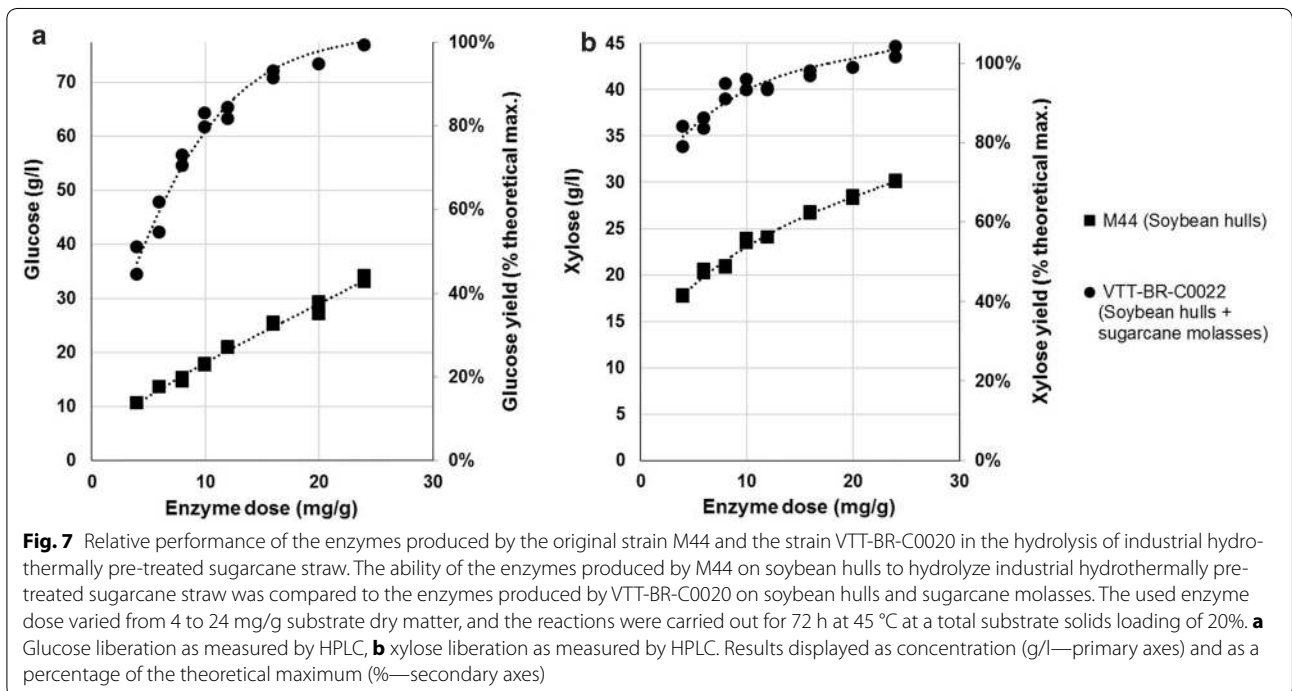 a
Glucose (g/l)
70
60
50
40
30
20
10
0
0
10
20
30
Enzyme dose (mg/g)
100%
80%
60%
40%
20%
0%
Glucose yield (% theoretical max.)
b
Xylose (g/l)
45
40
35
30
25
20
15
10
5
0
0
10
20
30
Enzyme dose (mg/g)
100%
80%
60%
40%
20%
0%
Xylose yield (% theoretical max.)
M44 (Soybean hulls)
VTT-BR-C0022
(Soybean hulls +
sugarcane molasses)
Fig. 7 Relative performance of the enzymes produced by the original strain M44 and the strain VTT-BR-C0020 in the hydrolysis of industrial hydro-
thermally pre-treated sugarcane straw. The ability of the enzymes produced by M44 on soybean hulls to hydrolyze industrial hydrothermally pre-
treated sugarcane straw was compared to the enzymes produced by VTT-BR-C0020 on soybean hulls and sugarcane molasses. The used enzyme
dose varied from 4 to 24 mg/g substrate dry matter, and the reactions were carried out for 72 h at 45 °C at a total substrate solids loading of 20%. a
Glucose liberation as measured by HPLC, b xylose liberation as measured by HPLC. Results displayed as concentration (g/l—primary axes) and as a
percentage of the theoretical maximum (%—secondary axes)